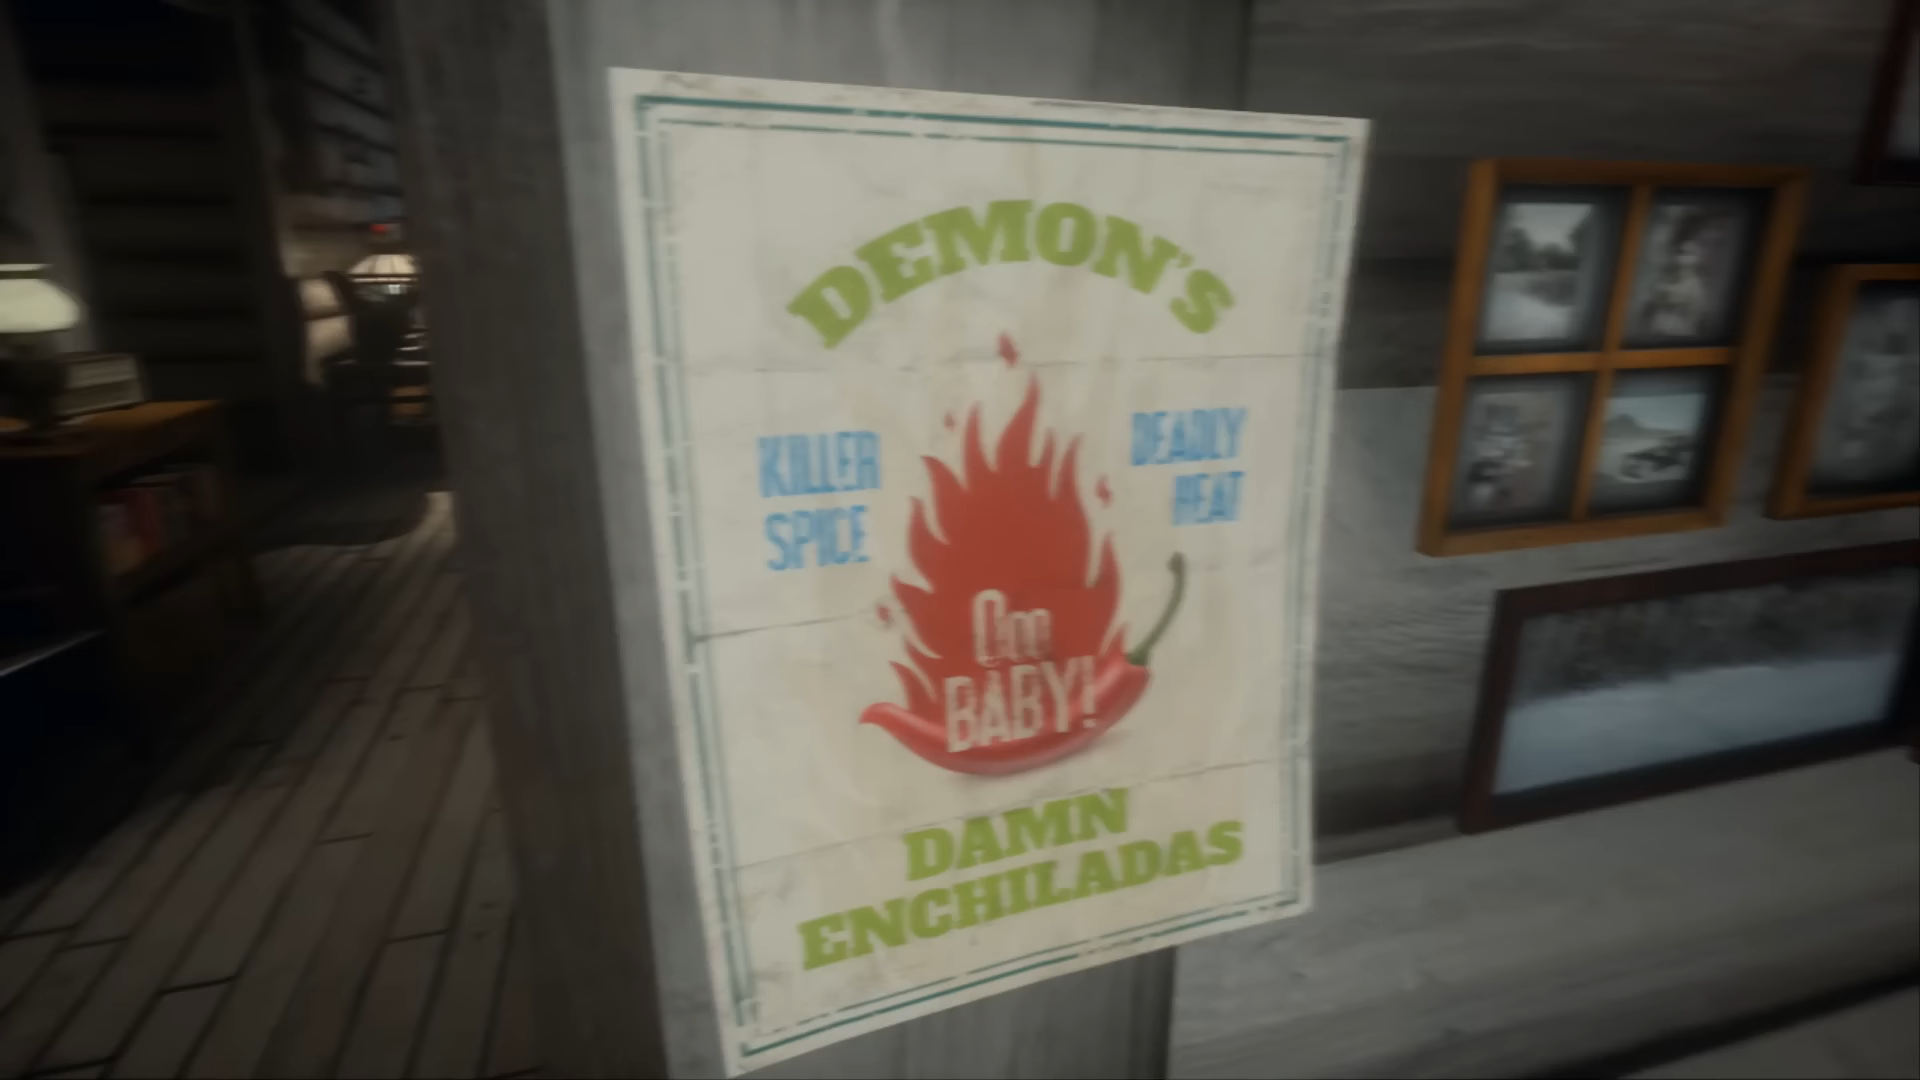 DEMON'S
KILLER
SPICE
DEADLY
HEAT
Ooo
BABY!
DAMN
ENCHILADAS